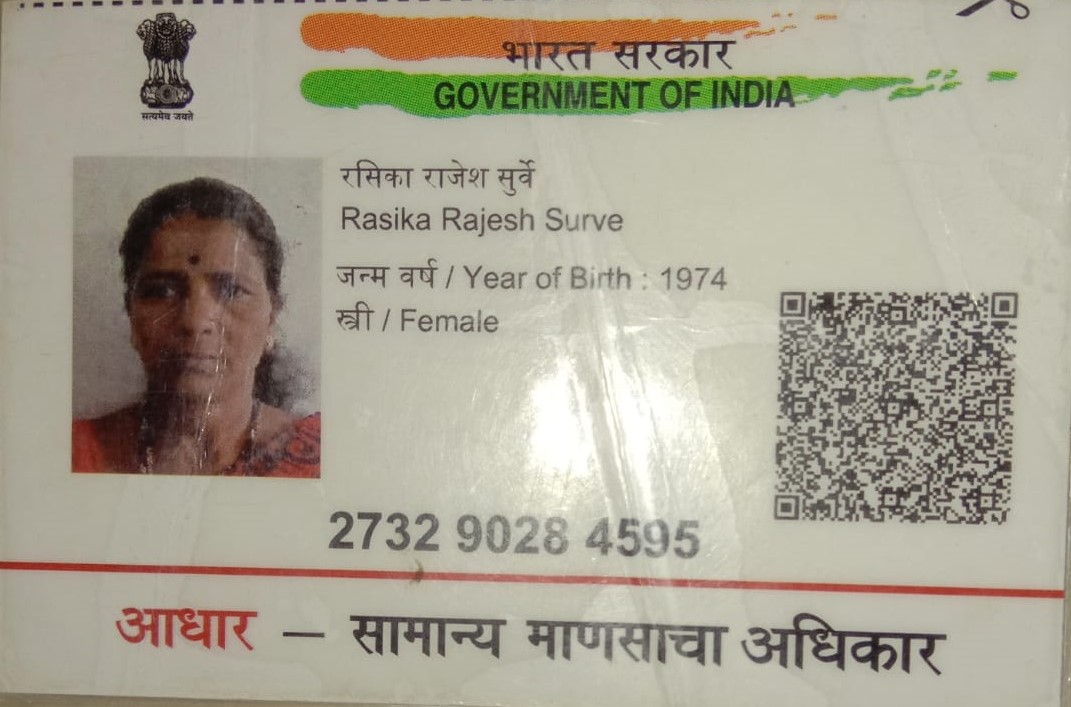 भारत सरकार
GOVERNMENT OF INDIA
सत्यमेव जयते
रसिका राजेश सुर्वे
Rasika Rajesh Surve
जन्म वर्ष / Year of Birth : 1974
स्त्री / Female
2732 9028 4595
आधार — सामान्य माणसाचा अधिकार